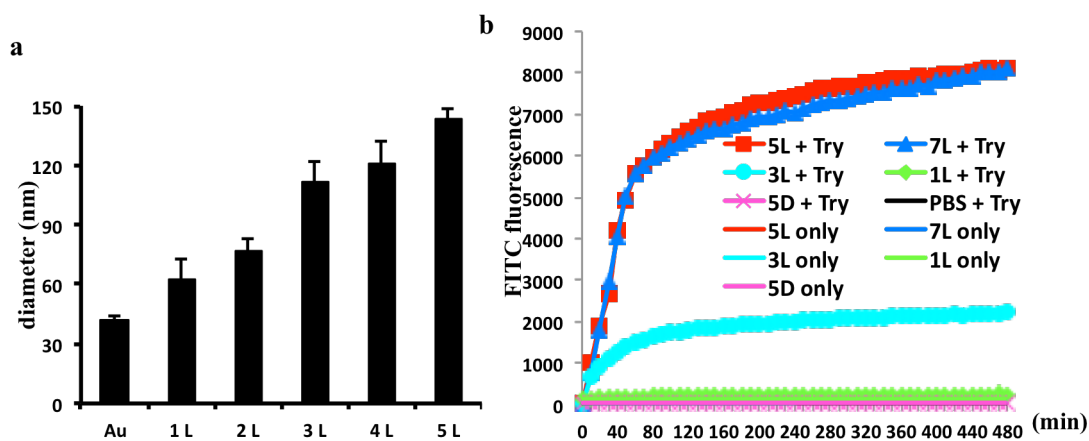 a
diameter (nm)
150
120
90
60
30
0
Au 1 L 2 L 3 L 4 L 5 L
b
FITC fluorescence
9000
8000
7000
6000
5000
4000
3000
2000
1000
0
5L + Try 7L + Try
3L + Try 1L + Try
5D + Try PBS + Try
5L only 7L only
3L only 1L only
5D only
0 40 80 120 160 200 240 280 320 360 400 440 480 (min)